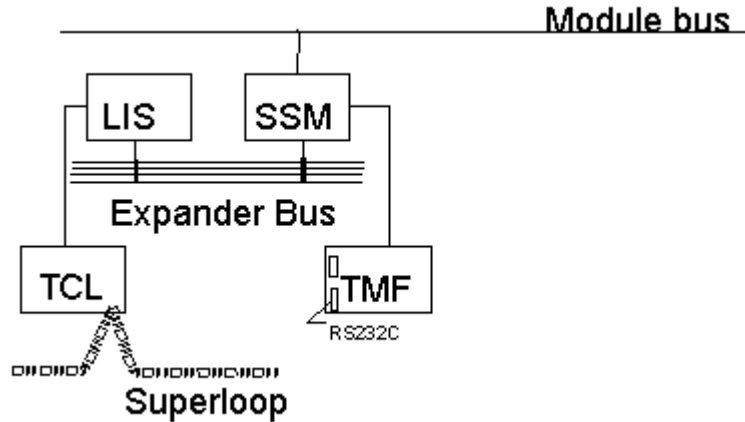 Module bus
LIS
SSM
Expander Bus
TCL
TMF
RS232C
Superloop